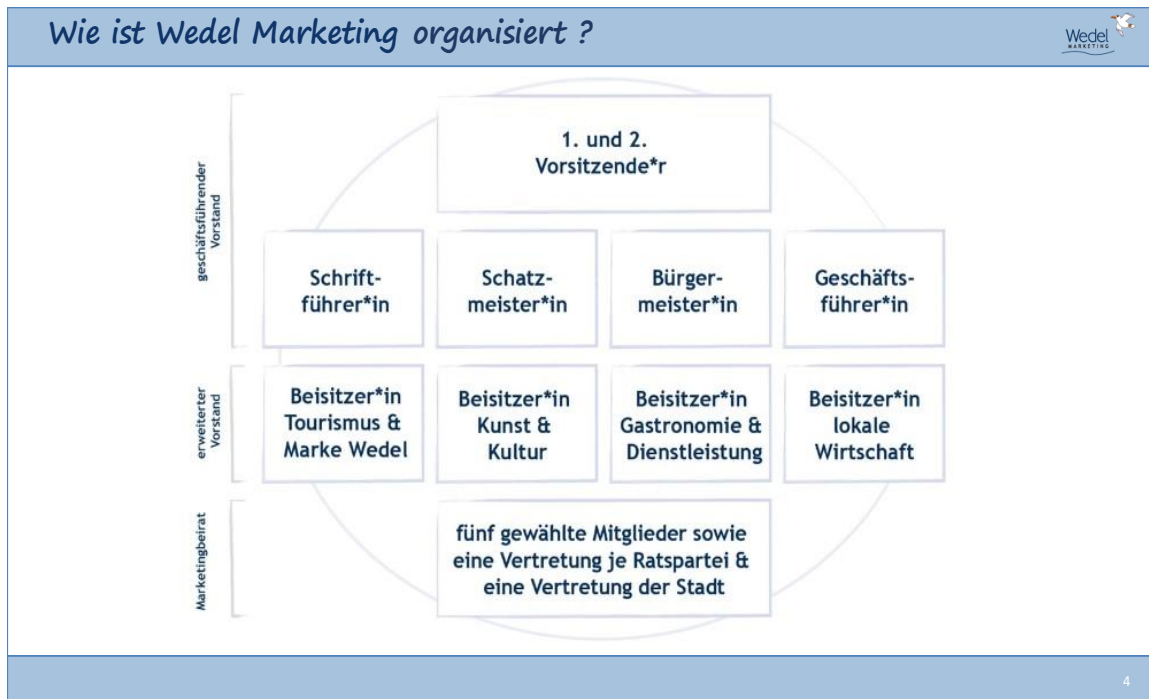 Wie ist Wedel Marketing organisiert ?
Wedel
MARKETING
geschäftsführender
Vorstand
1. und 2.
Vorsitzende*r
Schrift-
führer*in
Schatz-
meister*in
Bürger-
meister*in
Geschäfts-
führer*in
erweiterter
Vorstand
Beisitzer*in
Tourismus &
Marke Wedel
Beisitzer*in
Kunst &
Kultur
Beisitzer*in
Gastronomie &
Dienstleistung
Beisitzer*in
lokale
Wirtschaft
Marketingbeirat
fünf gewählte Mitglieder sowie
eine Vertretung je Ratspartei &
eine Vertretung der Stadt
4